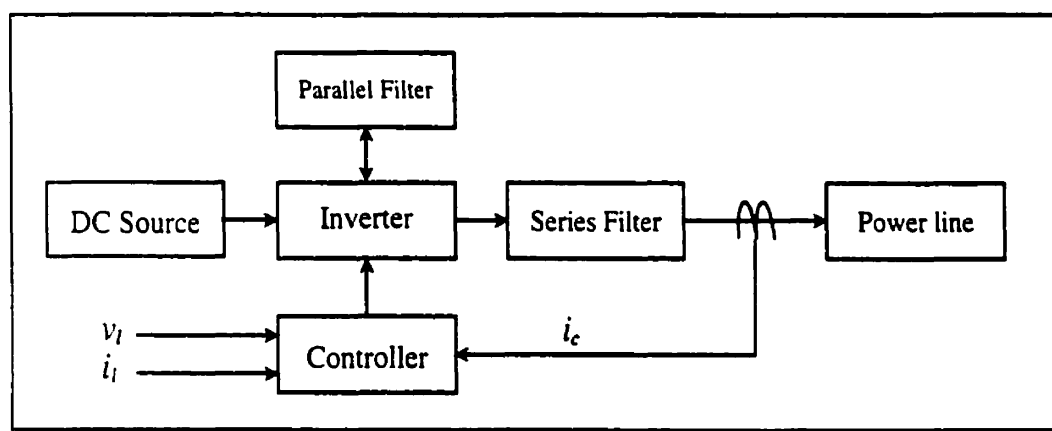 Parallel Filter
DC Source
Inverter
Series Filter
Power line
v_l
i_l
Controller
i_c